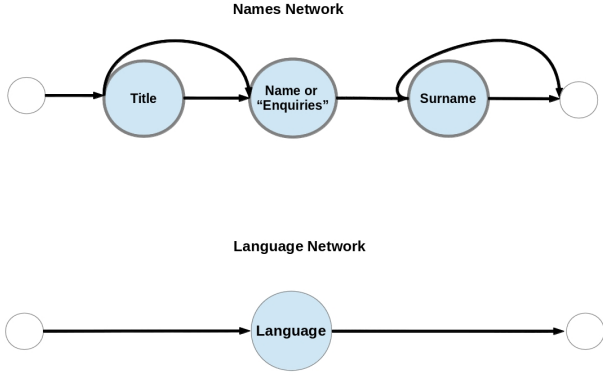 Names Network
Title
Name or
“Enquiries”
Surname
Language Network
Language